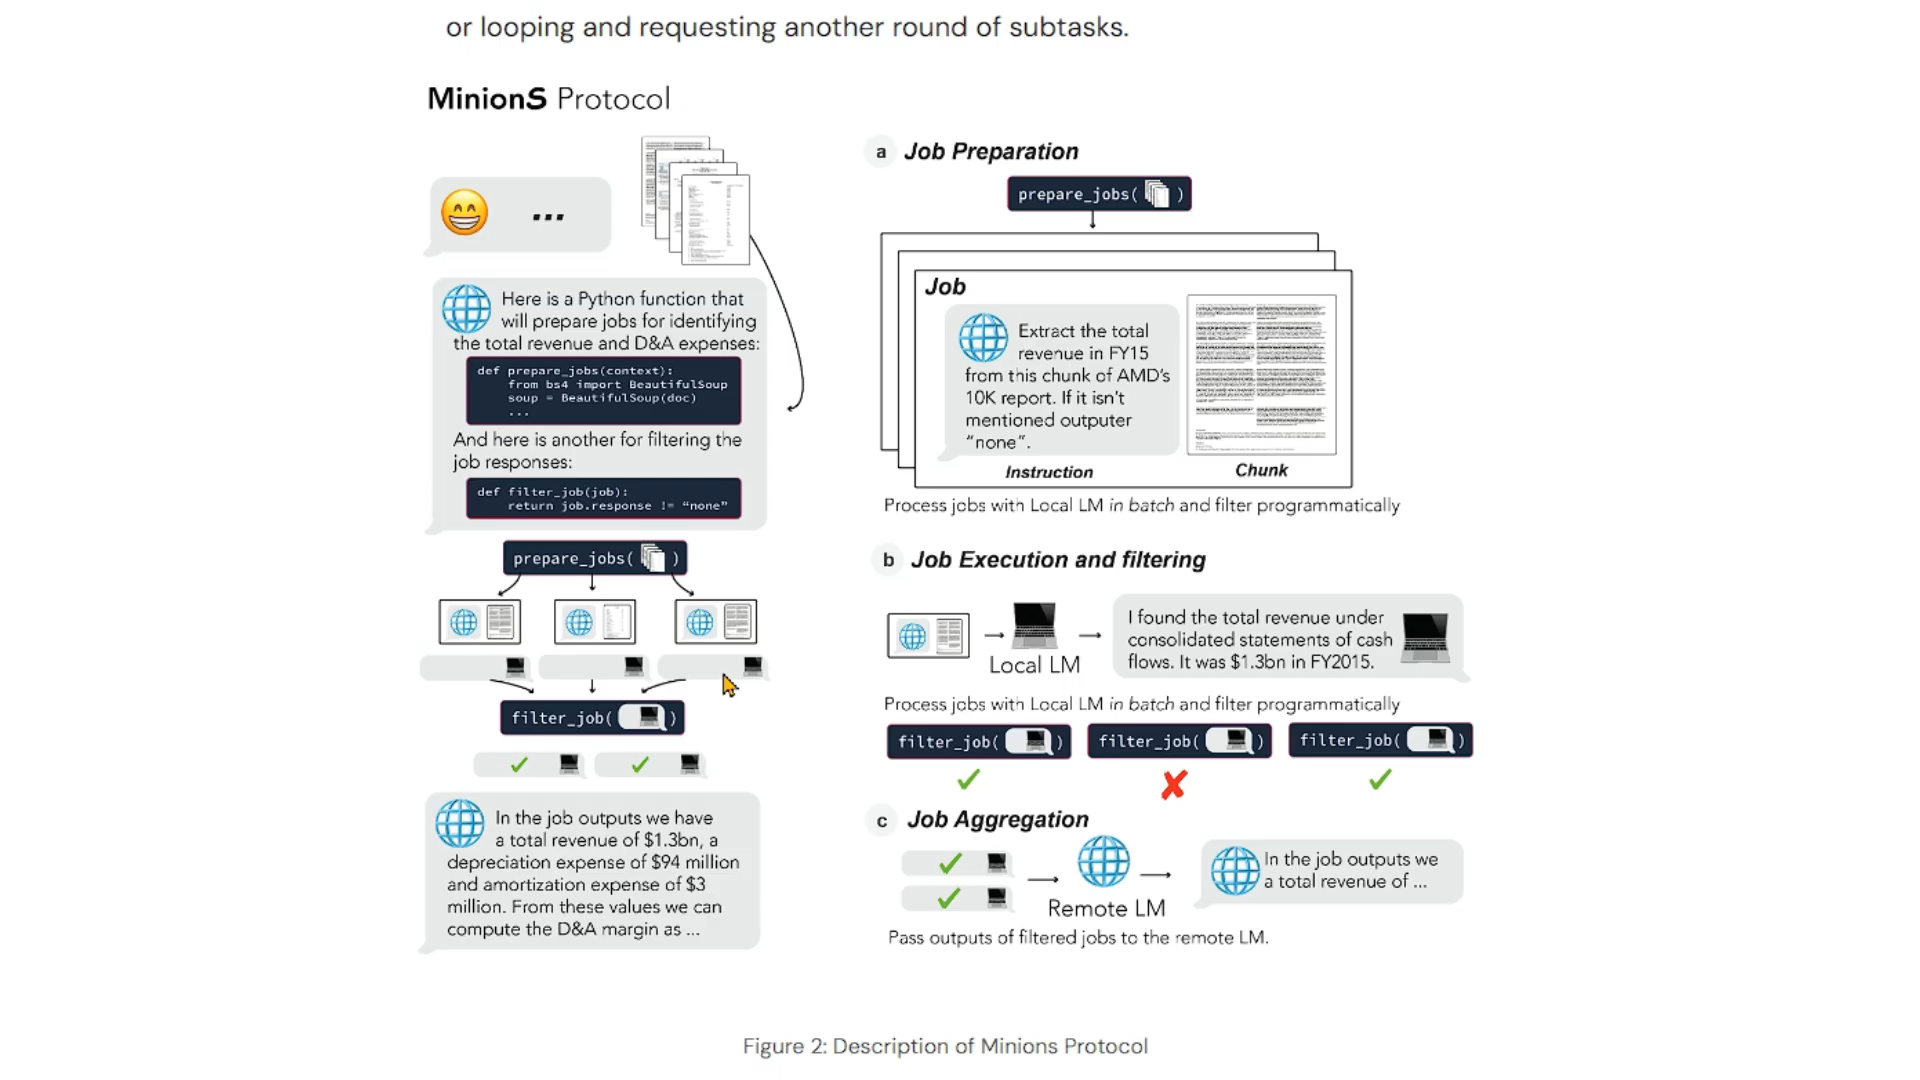 or looping and requesting another round of subtasks.
MinionS Protocol
...
Here is a Python function that
will prepare jobs for identifying
the total revenue and D&A expenses:
def prepare_jobs(context):
from bs4 import BeautifulSoup
soup = BeautifulSoup(doc)
...
And here is another for filtering the
job responses:
def filter_job(job):
return job.response != “none”
prepare_jobs( )
filter_job( )
In the job outputs we have
a total revenue of $1.3bn, a
depreciation expense of $94 million
and amortization expense of $3
million. From these values we can
compute the D&A margin as ...
a Job Preparation
prepare_jobs( )
Job
Extract the total
revenue in FY15
from this chunk of AMD’s
10K report. If it isn’t
mentioned outputer
“none”.
Instruction
Chunk
Process jobs with Local LM in batch and filter programmatically
b Job Execution and filtering
Local LM
I found the total revenue under
consolidated statements of cash
flows. It was $1.3bn in FY2015.
Process jobs with Local LM in batch and filter programmatically
filter_job( ) filter_job( ) filter_job( )
c Job Aggregation
Remote LM
In the job outputs we
a total revenue of ...
Pass outputs of filtered jobs to the remote LM.
Figure 2: Description of Minions Protocol